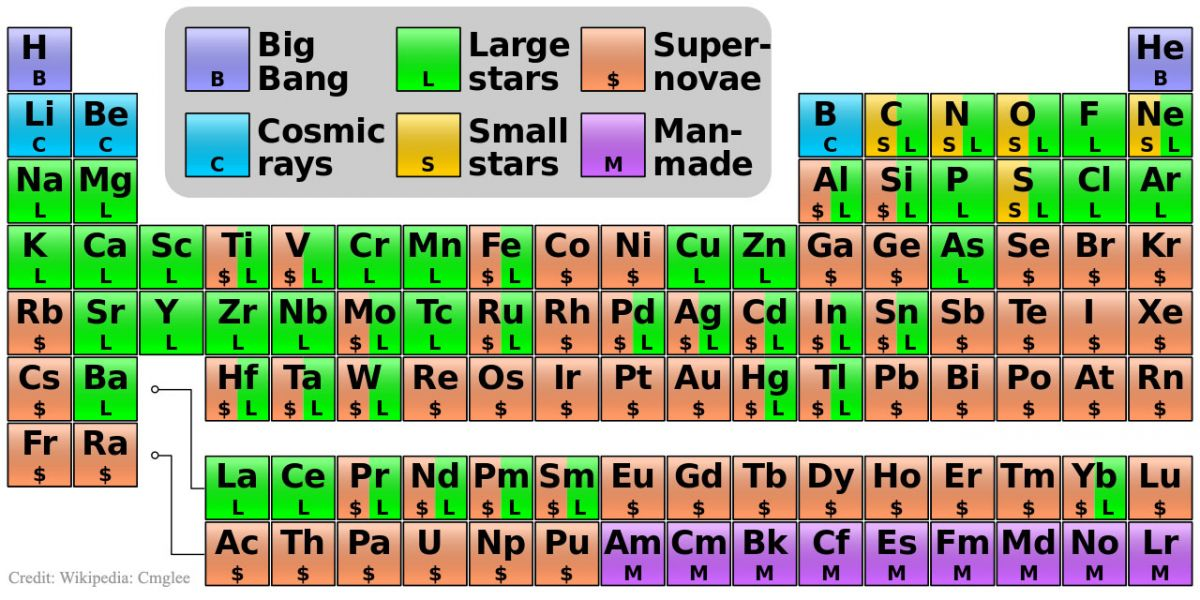 Big Bang B
Large stars L
Super-novae $
Cosmic rays C
Small stars S
Man-made M
H B
He B
Li C
Be C
B C
C S L
N S L
O S L
F L
Ne S L
Na L
Mg L
Al $ L
Si $ L
P L
S S L
Cl L
Ar L
K L
Ca L
Sc L
Ti $ L
V $ L
Cr L
Mn L
Fe $ L
Co $
Ni $
Cu L
Zn L
Ga $
Ge $
As L
Se $
Br $
Kr $
Rb $
Sr L
Y L
Zr L
Nb L
Mo $ L
Tc L
Ru $ L
Rh $
Pd $ L
Ag $ L
Cd $ L
In $ L
Sn $ L
Sb $
Te $
I $
Xe $
Cs $
Ba L
Hf $ L
Ta $ L
W $ L
Re $
Os $
Ir $
Pt $
Au $
Hg $ L
Tl $ L
Pb $
Bi $
Po $
At $
Rn $
Fr $
Ra $
La L
Ce L
Pr $ L
Nd $ L
Pm $ L
Sm $ L
Eu $
Gd $
Tb $
Dy $
Ho $
Er $
Tm $
Yb $ L
Lu $
Ac $
Th $
Pa $
U $
Np $
Pu $
Am M
Cm M
Bk M
Cf M
Es M
Fm M
Md M
No M
Lr M
Credit: Wikipedia: Cmglee